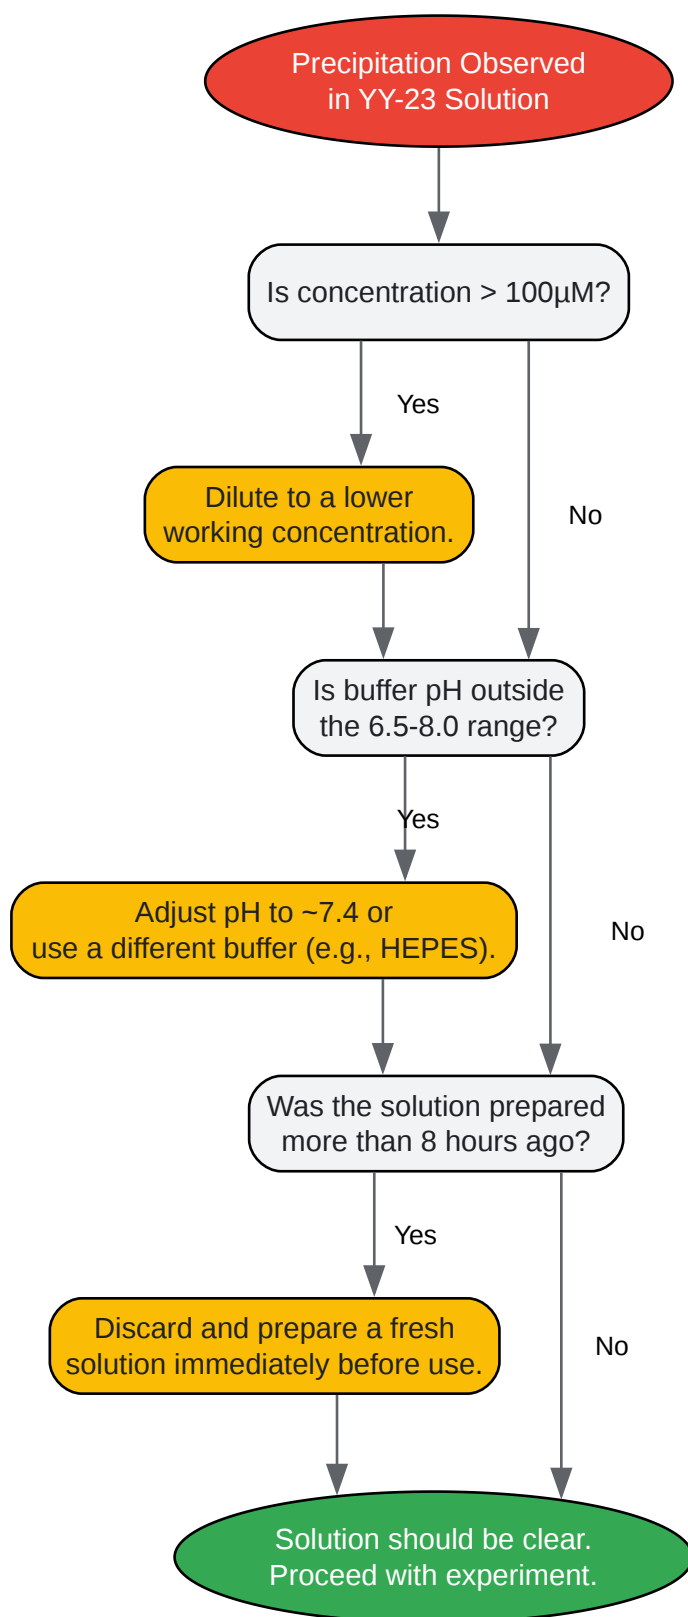 Precipitation Observed
in YY-23 Solution
Is concentration > 100µM?
Yes
Dilute to a lower
working concentration.
No
Is buffer pH outside
the 6.5-8.0 range?
Yes
Adjust pH to ~7.4 or
use a different buffer (e.g., HEPES).
No
Was the solution prepared
more than 8 hours ago?
Yes
Discard and prepare a fresh
solution immediately before use.
No
Solution should be clear.
Proceed with experiment.